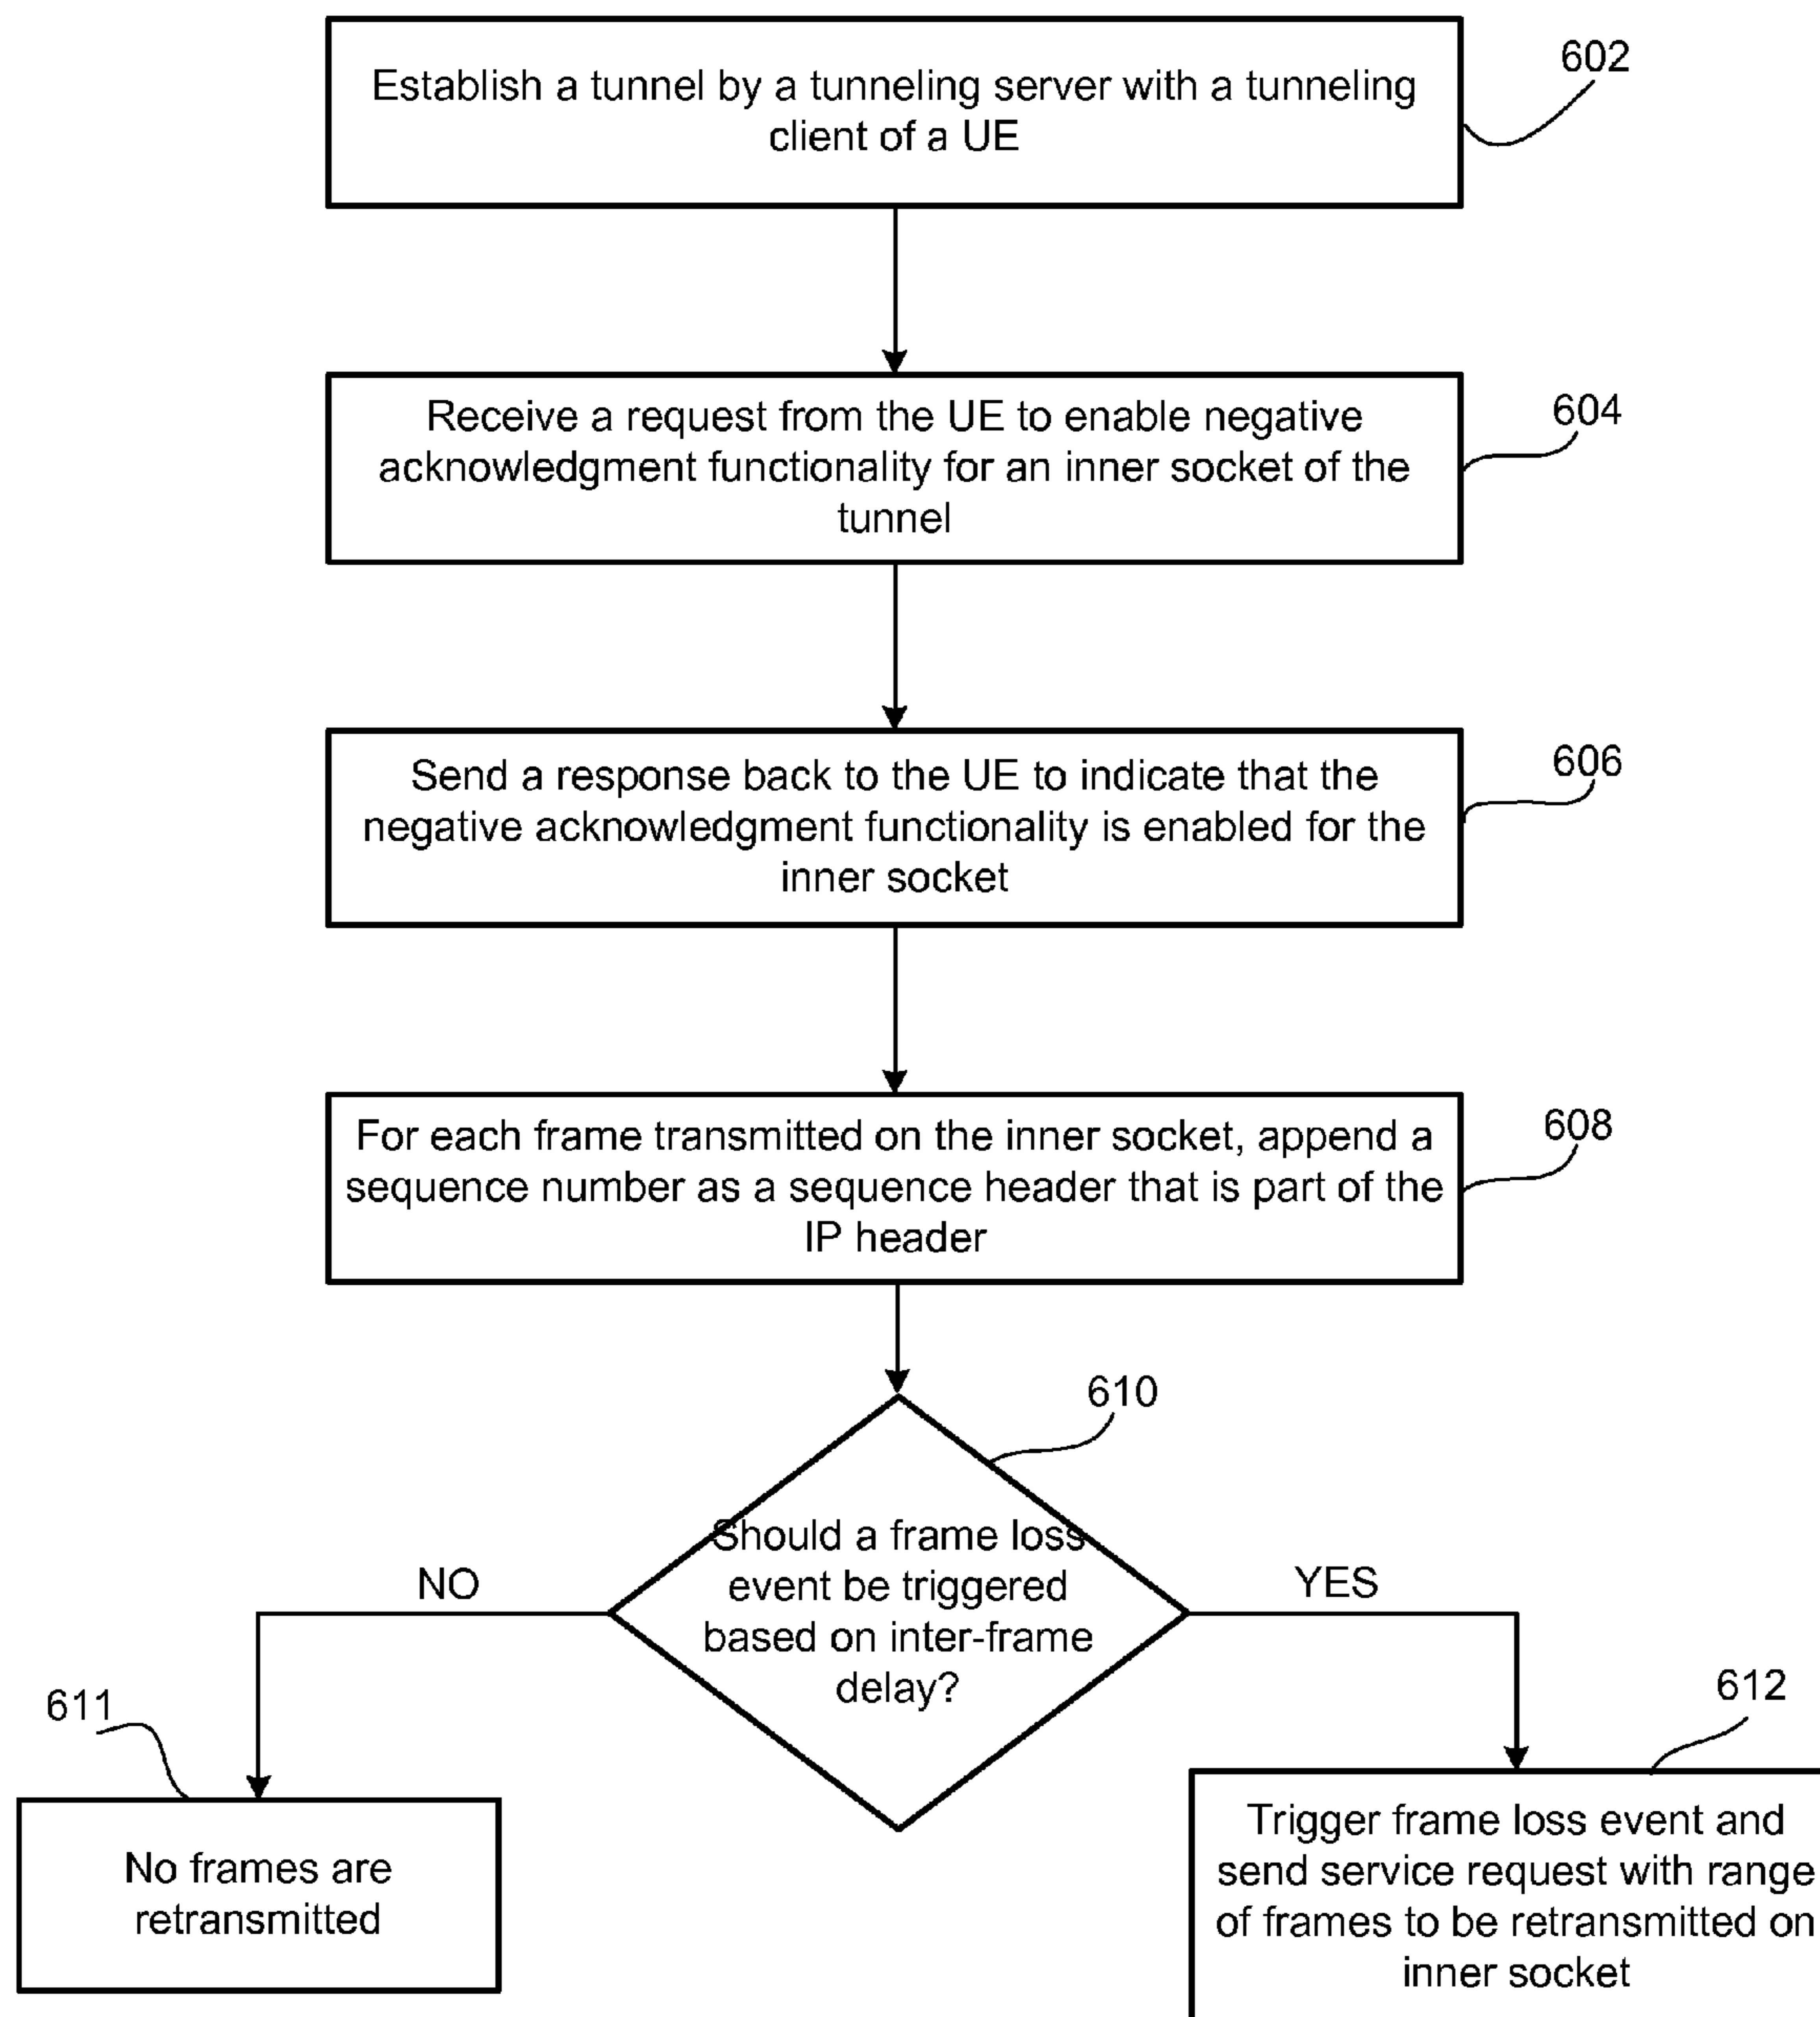 Establish a tunnel by a tunneling server with a tunneling
client of a UE
602
Receive a request from the UE to enable negative
acknowledgment functionality for an inner socket of the
tunnel
604
Send a response back to the UE to indicate that the
negative acknowledgment functionality is enabled for the
inner socket
606
For each frame transmitted on the inner socket, append a
sequence number as a sequence header that is part of the
IP header
608
610
Should a frame loss
event be triggered
based on inter-frame
delay?
NO
YES
611
No frames are
retransmitted
612
Trigger frame loss event and
send service request with range
of frames to be retransmitted on
inner socket